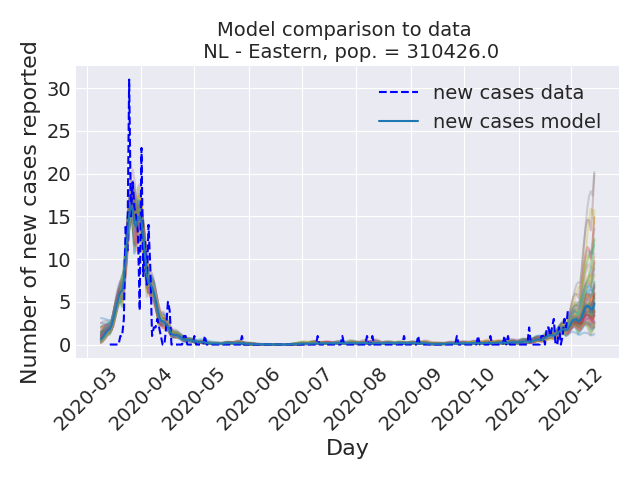 Model comparison to data
NL - Eastern, pop. = 310426.0
new cases data
new cases model
Number of new cases reported
30
25
20
15
10
5
0
2020-03
2020-04
2020-05
2020-06
2020-07
2020-08
2020-09
2020-10
2020-11
2020-12
Day